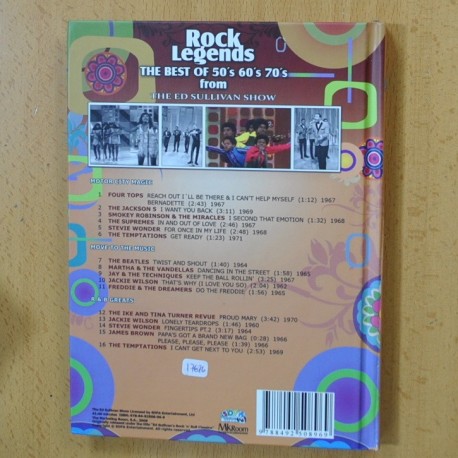 Rock
Legends
THE BEST OF 50's 60's 70's
from
THE ED SULLIVAN SHOW
MOTOR CITY MAGIC
1 FOUR TOPS REACH OUT I´LL BE THERE & I CAN'T HELP MYSELF (1:12) 1967
BERNADETTE (2:43) 1967
2 THE JACKSON 5 I WANT YOU BACK (3:11) 1969
3 SMOKEY ROBINSON & THE MIRACLES I SECOND THAT EMOTION (1:32) 1968
4 THE SUPREMES IN AND OUT OF LOVE (2:46) 1967
5 STEVIE WONDER FOR ONCE IN MY LIFE (2:48) 1968
6 THE TEMPTATIONS GET READY (1:23) 1971
MOVE TO THE MUSIC
7 THE BEATLES TWIST AND SHOUT (1:40) 1964
8 MARTHA & THE VANDELLAS DANCING IN THE STREET (1:58) 1965
9 JAY & THE TECHNIQUES KEEP THE BALL ROLLIN' (3:25) 1967
10 JACKIE WILSON THAT'S WHY (I LOVE YOU SO) (2:04) 1962
11 FREDDIE & THE DREAMERS DO THE FREDDIE (1:56) 1965
R & B GREATS
12 THE IKE AND TINA TURNER REVUE PROUD MARY (3:42) 1970
13 JACKIE WILSON LONELY TEARDROPS (1:46) 1960
14 STEVIE WONDER FINGERTIPS PT.2 (3:17) 1964
15 JAMES BROWN PAPA'S GOT A BRAND NEW BAG (0:28) 1966
PLEASE, PLEASE, PLEASE (1:39) 1966
16 THE TEMPTATIONS I CANT GET NEXT TO YOU (2:53) 1969
MkRoom
9788492508969